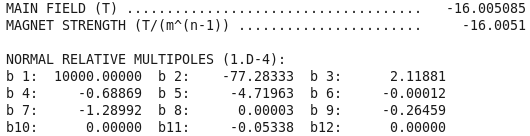 MAIN FIELD (T) ................................... -16.005085
MAGNET STRENGTH (T/(m^(n-1)) ...................... -16.0051
NORMAL RELATIVE MULTIPOLES (1.D-4):
b 1: 10000.00000 b 2: -77.28333 b 3: 2.11881
b 4: -0.68869 b 5: -4.71963 b 6: -0.00012
b 7: -1.28992 b 8: 0.00003 b 9: -0.26459
b10: 0.00000 b11: -0.05338 b12: 0.00000